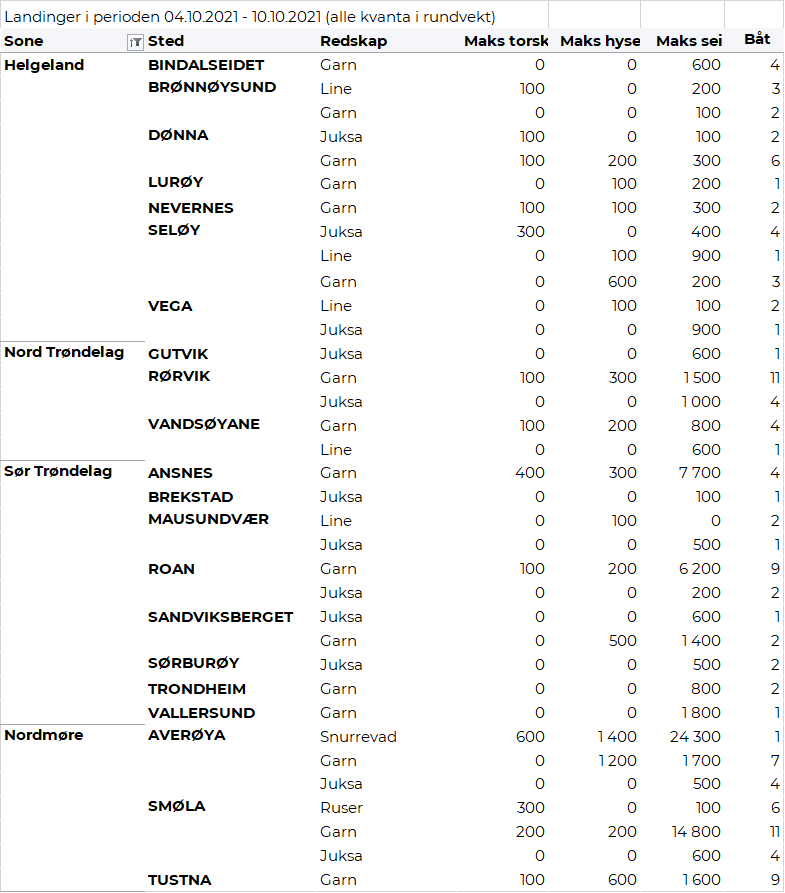 Landinger i perioden 04.10.2021 - 10.10.2021 (alle kvanta i rundvekt)
Sone Sted Redskap Maks torsk Maks hyse Maks sei Båt
Helgeland BINDALSEIDET Garn 0 0 600 4
BRØNNØYSUND Line 100 0 200 3
Garn 0 0 100 2
DØNNA Juksa 100 0 100 2
Garn 100 200 300 6
LURØY Garn 0 100 200 1
NEVERNES Garn 100 100 300 2
SELØY Juksa 300 0 400 4
Line 0 100 900 1
Garn 0 600 200 3
VEGA Line 0 100 100 2
Juksa 0 0 900 1
Nord Trøndelag GUTVIK Juksa 0 0 600 1
RØRVIK Garn 100 300 1 500 11
Juksa 0 0 1 000 4
VANDSØYANE Garn 100 200 800 4
Line 0 0 600 1
Sør Trøndelag ANSNES Garn 400 300 7 700 4
BREKSTAD Juksa 0 0 100 1
MAUSUNDVÆR Line 0 100 0 2
Juksa 0 0 500 1
ROAN Garn 100 200 6 200 9
Juksa 0 0 200 2
SANDVIKSBERGET Juksa 0 0 600 1
Garn 0 500 1 400 2
SØRBURØY Juksa 0 0 500 2
TRONDHEIM Garn 0 0 800 2
VALLERSUND Garn 0 0 1 800 1
Nordmøre AVERØYA Snurrevad 600 1 400 24 300 1
Garn 0 1 200 1 700 7
Juksa 0 0 500 4
SMØLA Ruser 300 0 100 6
Garn 200 200 14 800 11
Juksa 0 0 600 4
TUSTNA Garn 100 600 1 600 9